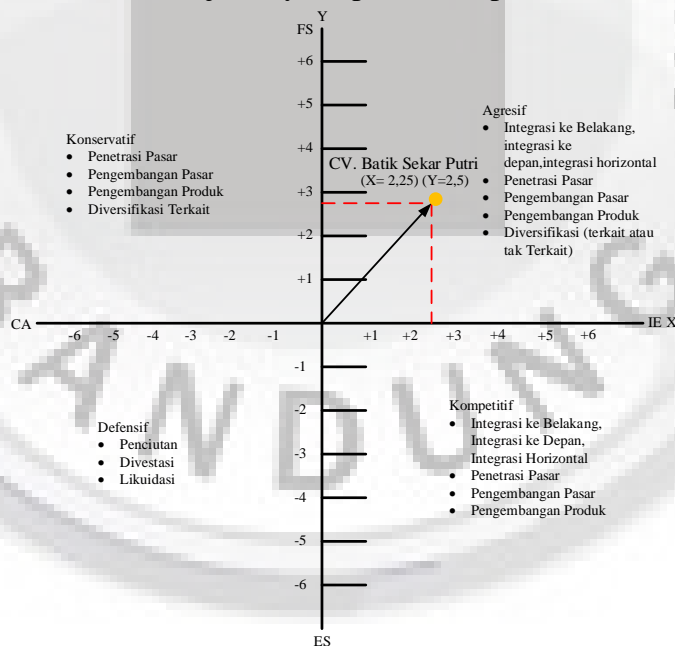 Y
FS
+6
+5
+4
+3
+2
+1
Konservatif
• Penetrasi Pasar
• Pengembangan Pasar
• Pengembangan Produk
• Diversifikasi Terkait
CV. Batik Sekar Putri
(X= 2,25) (Y=2,5)
Agresif
• Integrasi ke Belakang,
integrasi ke
depan,integrasi horizontal
• Penetrasi Pasar
• Pengembangan Pasar
• Pengembangan Produk
• Diversifikasi (terkait atau
tak Terkait)
CA
-6 -5 -4 -3 -2 -1 +1 +2 +3 +4 +5 +6
IE X
-1
-2
-3
-4
-5
-6
ES
Defensif
• Penciutan
• Divestasi
• Likuidasi
Kompetitif
• Integrasi ke Belakang,
Integrasi ke Depan,
Integrasi Horizontal
• Penetrasi Pasar
• Pengembangan Pasar
• Pengembangan Produk
BANDUNG